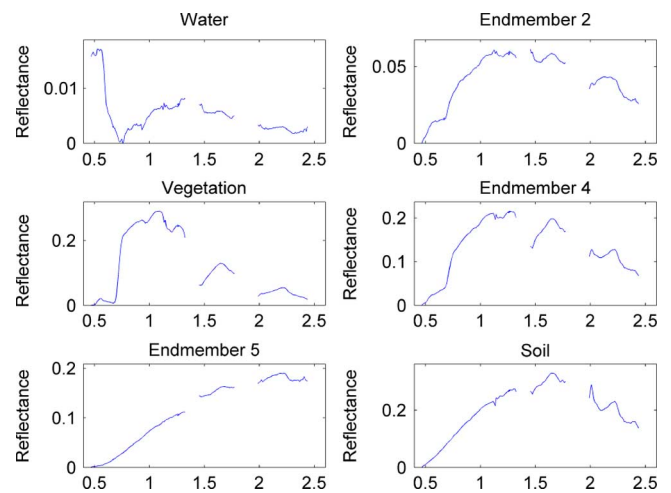 Water
Endmember 2
Reflectance
0.01
0
0.5 1 1.5 2 2.5
Reflectance
0.05
0
0.5 1 1.5 2 2.5
Vegetation
Endmember 4
Reflectance
0.2
0
0.5 1 1.5 2 2.5
Reflectance
0.2
0.1
0
0.5 1 1.5 2 2.5
Endmember 5
Soil
Reflectance
0.2
0.1
0
0.5 1 1.5 2 2.5
Reflectance
0.2
0
0.5 1 1.5 2 2.5